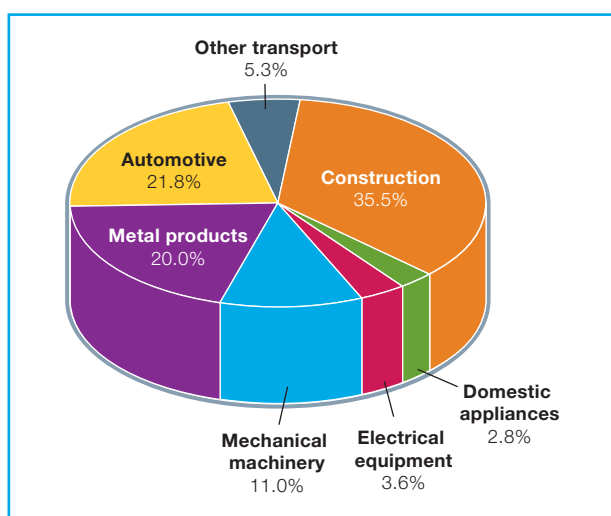 Other transport
5.3%
Automotive
21.8%
Construction
35.5%
Metal products
20.0%
Domestic
appliances
2.8%
Mechanical
machinery
11.0%
Electrical
equipment
3.6%